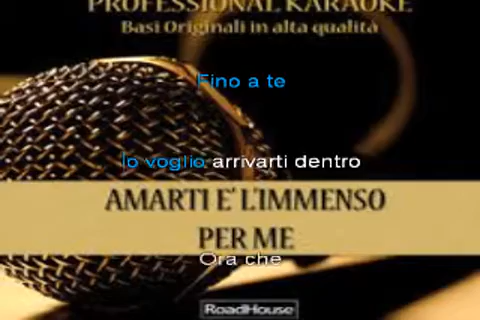 PROFESSIONAL KARAOKE
Basi Originali in alta qualità
Fino a te
Io voglio arrivarti dentro
AMARTI E' L'IMMENSO
PER ME
Ora che
RoadHouse